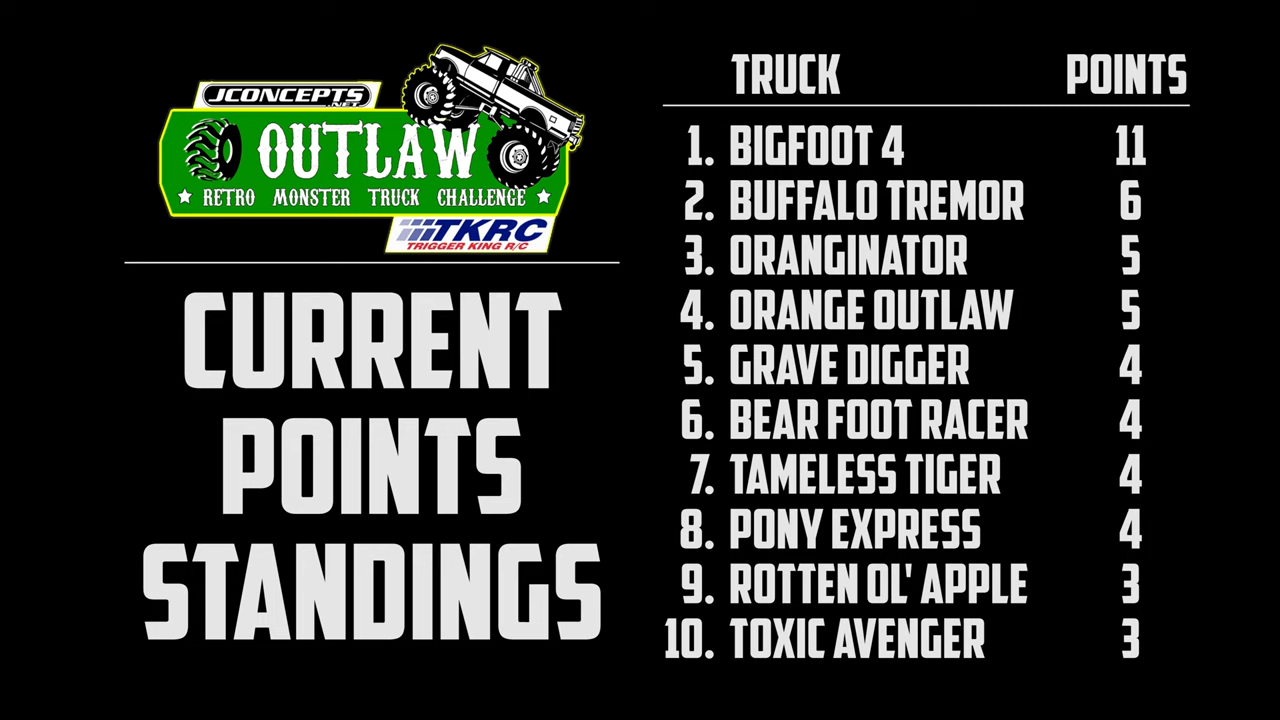 JCONCEPTS
.NET
OUTLAW
RETRO MONSTER TRUCK CHALLENGE
TKRC
TRIGGER KING R/C
CURRENT
POINTS
STANDINGS
TRUCK POINTS
1. BIGFOOT 4 11
2. BUFFALO TREMOR 6
3. ORANGINATOR 5
4. ORANGE OUTLAW 5
5. GRAVE DIGGER 4
6. BEAR FOOT RACER 4
7. TAMELESS TIGER 4
8. PONY EXPRESS 4
9. ROTTEN OL' APPLE 3
10. TOXIC AVENGER 3